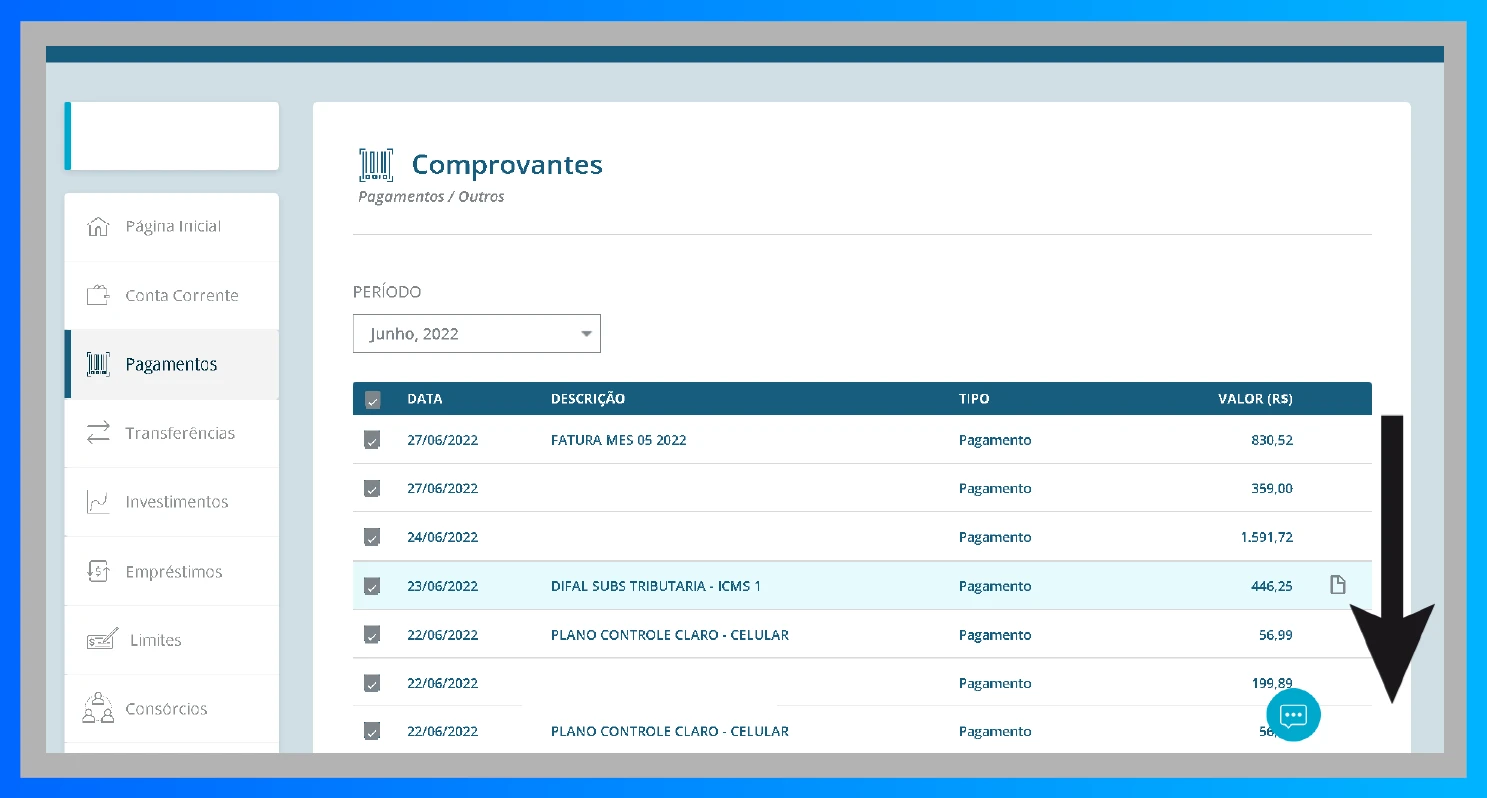 Comprovantes
Pagamentos / Outros
Página Inicial
Conta Corrente
Pagamentos
Transferências
Investimentos
Empréstimos
Limites
Consórcios
PERÍODO
Junho, 2022
DATA DESCRIÇÃO TIPO VALOR (R$)
27/06/2022 FATURA MES 05 2022 Pagamento 830,52
27/06/2022 Pagamento 359,00
24/06/2022 Pagamento 1.591,72
23/06/2022 DIFAL SUBS TRIBUTARIA - ICMS 1 Pagamento 446,25
22/06/2022 PLANO CONTROLE CLARO - CELULAR Pagamento 56,99
22/06/2022 Pagamento 199,89
22/06/2022 PLANO CONTROLE CLARO - CELULAR Pagamento